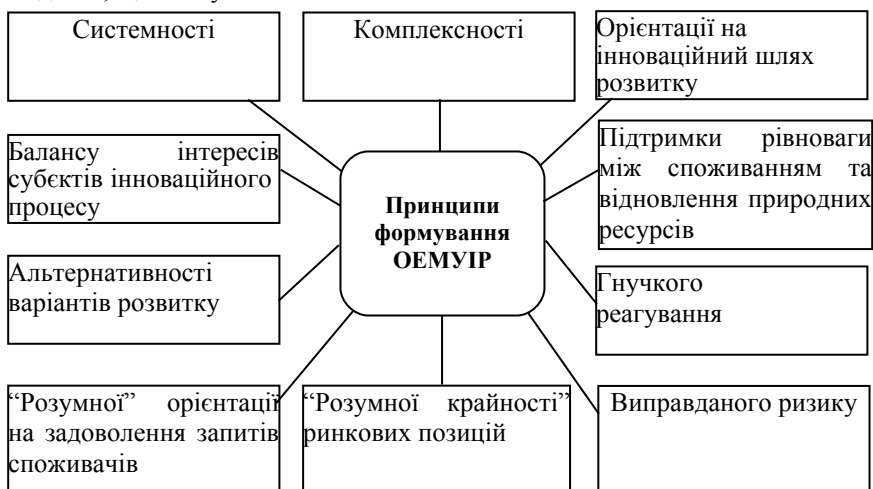 Системності
Комплексності
Орієнтації на
інноваційний шлях
розвитку
Балансу інтересів
субєктів інноваційного
процесу
Принципи
формування
ОЕМУІР
Підтримки рівноваги
між споживанням та
відновлення природних
ресурсів
Альтернативності
варіантів розвитку
Гнучкого
реагування
“Розумної” орієнтації
на задоволення запитів
споживачів
“Розумної крайності”
ринкових позицій
Виправданого ризику